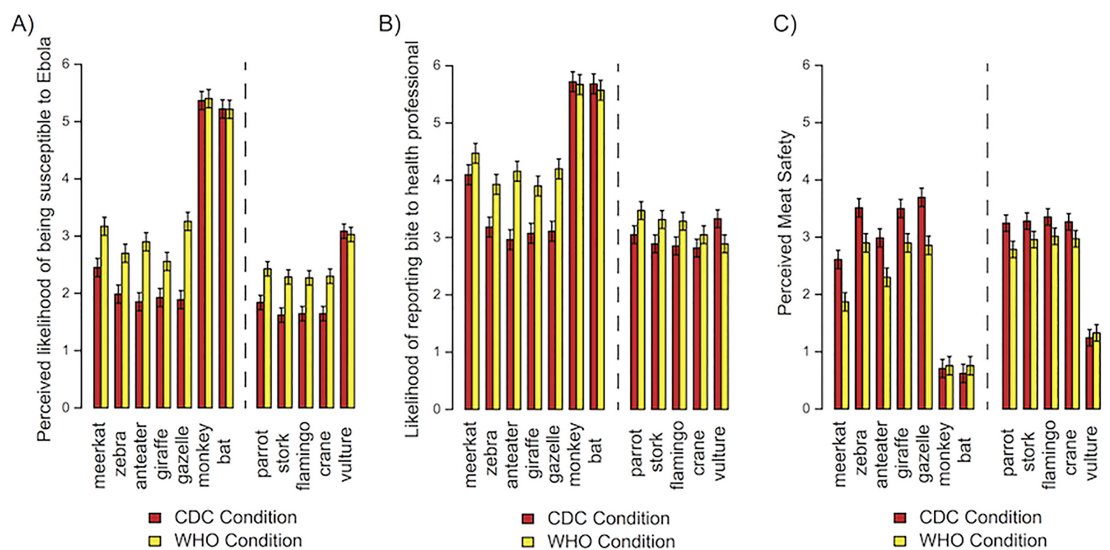 A)
Perceived likelihood of being susceptible to Ebola
6
5
4
3
2
1
0
meerkat
zebra
anteater
giraffe
gazelle
monkey
bat
parrot
stork
flamingo
crane
vulture
CDC Condition
WHO Condition
B)
Likelihood of reporting bite to health professional
6
5
4
3
2
1
0
meerkat
zebra
anteater
giraffe
gazelle
monkey
bat
parrot
stork
flamingo
crane
vulture
CDC Condition
WHO Condition
C)
Perceived Meat Safety
6
5
4
3
2
1
0
meerkat
zebra
anteater
giraffe
gazelle
monkey
bat
parrot
stork
flamingo
crane
vulture
CDC Condition
WHO Condition